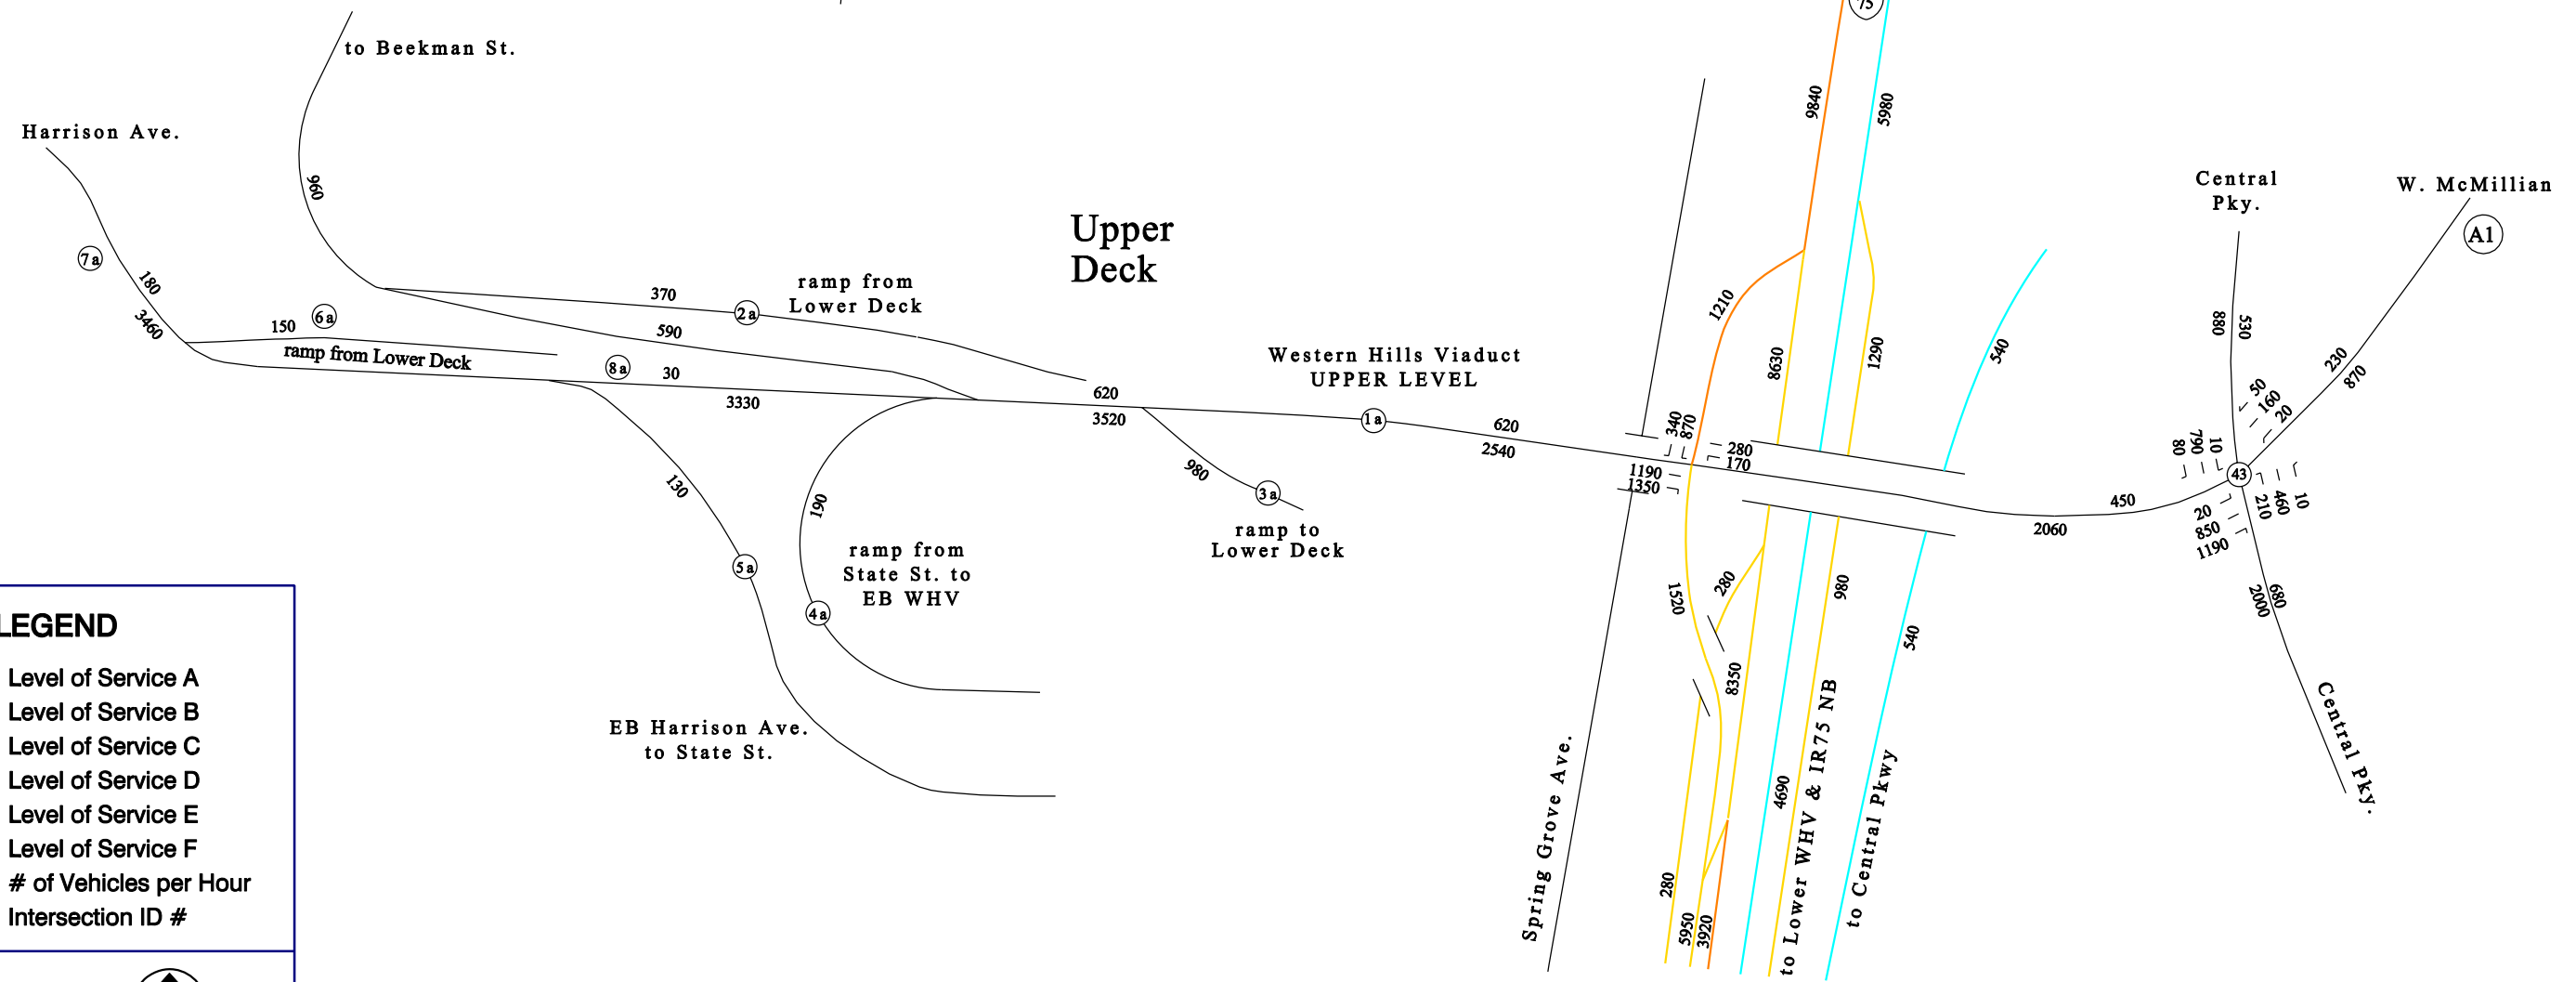 75
to Beekman St.
Harrison Ave.
960
7a
180
3460
150
6a
ramp from Lower Deck
370
2a
ramp from
Lower Deck
590
8a
30
3330
Upper
Deck
620
3520
Western Hills Viaduct
UPPER LEVEL
1a
620
2540
980
3a
ramp to
Lower Deck
130
190
5a
4a
ramp from
State St. to
EB WHV
EB Harrison Ave.
to State St.
9840
5980
1210
8630
1290
540
340
870
280
170
1190
1350
1520
280
8350
980
540
4690
280
5950
3920
Spring Grove Ave.
to Lower WHV & IR75 NB
to Central Pkwy
Central
Pky.
W. McMillian
A1
880
530
230
870
50
160
20
80
790
10
43
450
2060
20
850
1190
210
460
10
2000
680
Central Pky.
LEGEND
Level of Service A
Level of Service B
Level of Service C
Level of Service D
Level of Service E
Level of Service F
# of Vehicles per Hour
Intersection ID #